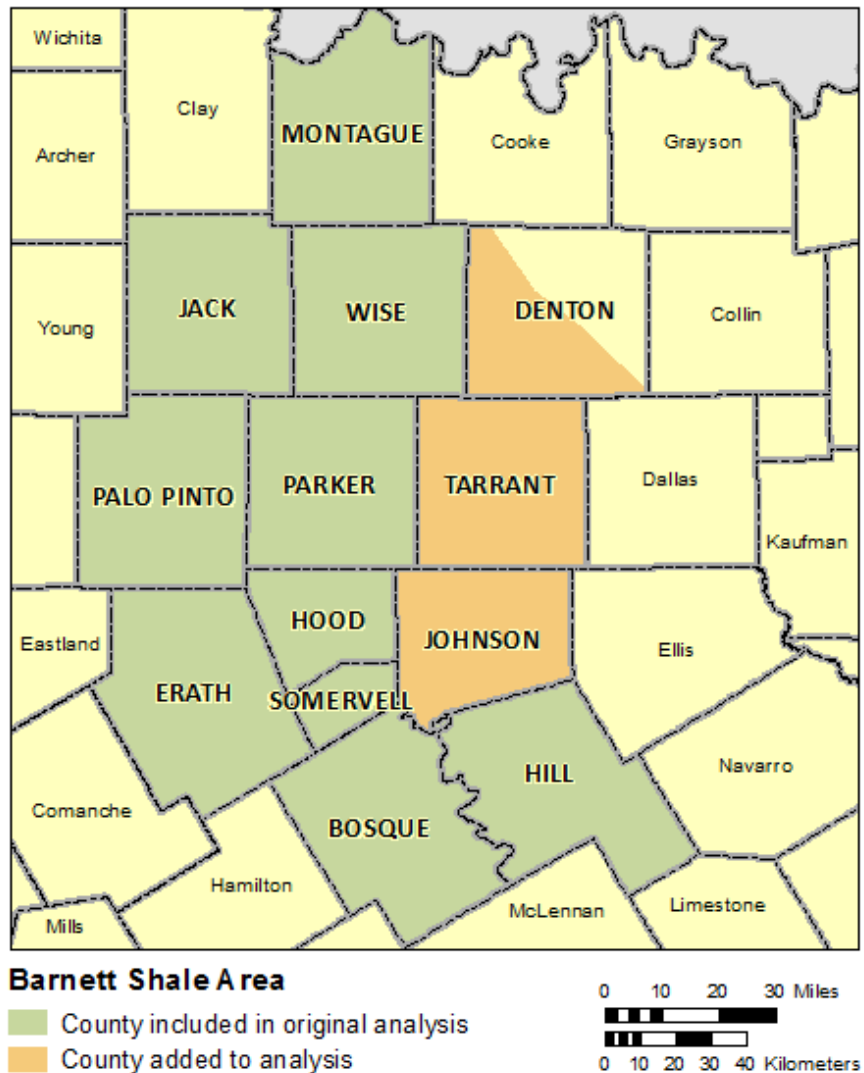 Wichita
Clay
MONTAGUE
Cooke
Grayson
Archer
JACK
WISE
DENTON
Collin
Young
PALO PINTO
PARKER
TARRANT
Dallas
Kaufman
HOOD
JOHNSON
Eastland
Ellis
ERATH
SOMERVELL
Navarro
HILL
Comanche
BOSQUE
Hamilton
McLennan
Limestone
Mills
Barnett Shale Area
County included in original analysis
County added to analysis
0 10 20 30 Miles
0 10 20 30 40 Kilometers